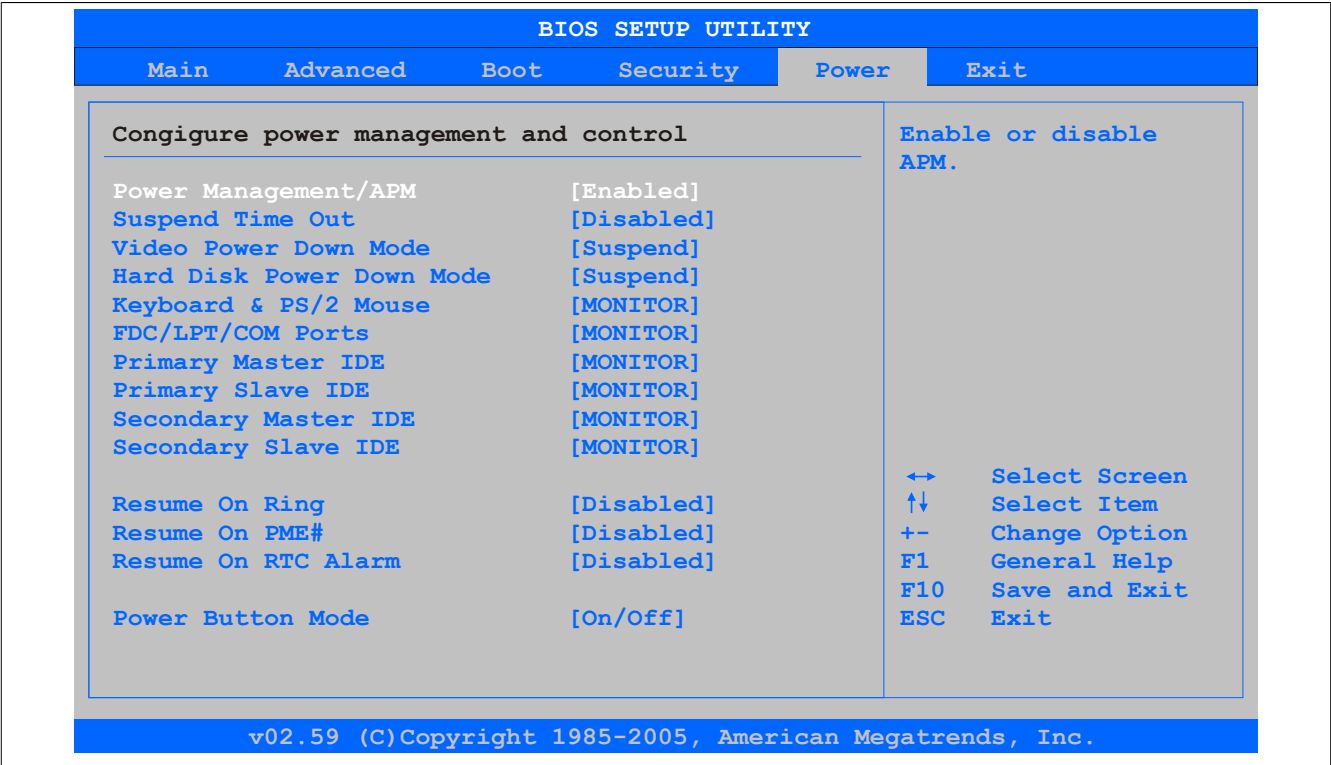 BIOS SETUP UTILITY
Main Advanced Boot Security Power Exit
Congigure power management and control
Power Management/APM [Enabled]
Suspend Time Out [Disabled]
Video Power Down Mode [Suspend]
Hard Disk Power Down Mode [Suspend]
Keyboard & PS/2 Mouse [MONITOR]
FDC/LPT/COM Ports [MONITOR]
Primary Master IDE [MONITOR]
Primary Slave IDE [MONITOR]
Secondary Master IDE [MONITOR]
Secondary Slave IDE [MONITOR]
Resume On Ring [Disabled]
Resume On PME# [Disabled]
Resume On RTC Alarm [Disabled]
Power Button Mode [On/Off]
Enable or disable
APM.
↔ Select Screen
↑↓ Select Item
+- Change Option
F1 General Help
F10 Save and Exit
ESC Exit
v02.59 (C)Copyright 1985-2005, American Megatrends, Inc.